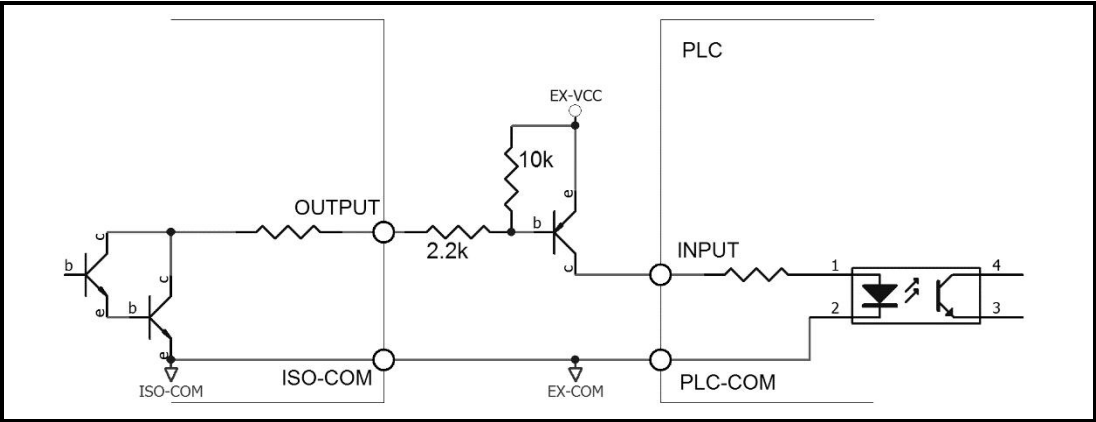 PLC
EX-VCC
10k
e
OUTPUT
b
2.2k
c
INPUT
c
c
b
e
b
e
1
4
2
3
ISO-COM
ISO-COM
EX-COM
PLC-COM